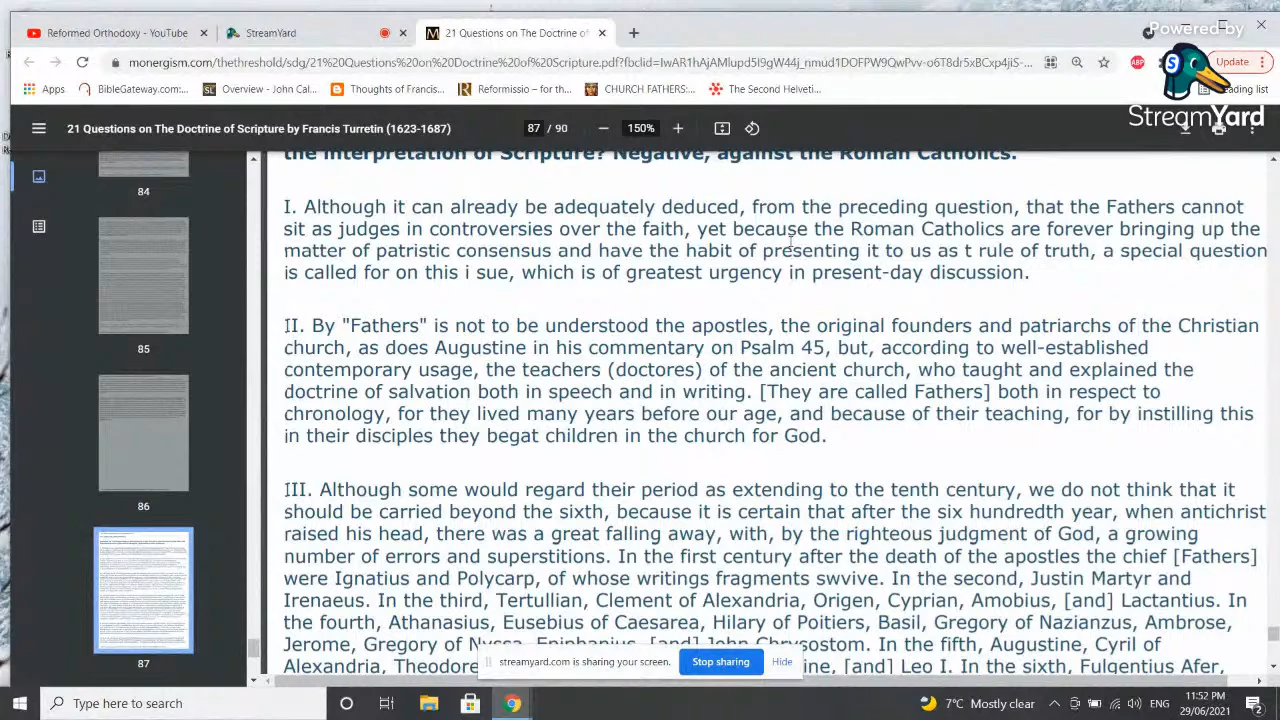 Reformed Orthodoxy - YouTube
StreamYard
21 Questions on The Doctrine of
Powered by
monergism.com/thethreshold/sdg/21%20Questions%20on%20Doctrine%20of%20Scripture.pdf?fbclid=
Update
Apps
BibleGateway.com:...
Overview - John Cal...
Thoughts of Francis...
Reformissie – for th...
CHURCH FATHERS:...
The Second Helveti...
Reading list
StreamYard
21 Questions on The Doctrine of Scripture by Francis Turretin (1623-1687)
87 / 90
150%
84
85
86
87
the interpretation of Scripture? Negative, against the Roman Catholics.
I. Although it can already be adequately deduced, from the preceding question, that the Fathers cannot
sit as judges in controversies over the faith, yet because the Roman Catholics are forever bringing up the
matter of patristic consensus and have the habit of presenting it to us as t rule of truth, a special question
is called for on this i sue, which is of greatest urgency in present-day discussion.
II. By "Fathers" is not to be understood the apostles, the original founders and patriarchs of the Christian
church, as does Augustine in his commentary on Psalm 45, but, according to well-established
contemporary usage, the teachers (doctores) of the ancient church, who taught and explained the
doctrine of salvation both in speech and in writing. [They are called Fathers] both in respect to
chronology, for they lived many years before our age, and because of their teaching, for by instilling this
in their disciples they begat children in the church for God.
III. Although some would regard their period as extending to the tenth century, we do not think that it
should be carried beyond the sixth, because it is certain that after the six hundredth year, when antichrist
raised his head, there was a great falling away, with, by the righteous judgment of God, a growing
number of errors and superstitions. In the first century after the death of the apostles the chief [Fathers]
were Ignatius and Polycarp, of whose writings fragments swvive. In the second, Justin Martyr and
Irenaeus. In the third, Tertullian, Clement of Alexandria, Origen, Cyprian, Amobius, [and] Lactantius. In
the fourth, Athanasius, Eusebius of Caesarea, Hilary of Poitiers, Basil, Gregory of Nazianzus, Ambrose,
Jerome, Gregory of Nyssa, Epiphanius, [and] John Chrysostom. In the fifth, Augustine, Cyril of
Alexandria, Theodore ine, [and] Leo I. In the sixth, Fulgentius Afer,
streamyard.com is sharing your screen.
Stop sharing
Hide
Type here to search
7°C Mostly clear
11:52 PM
29/06/2021
2